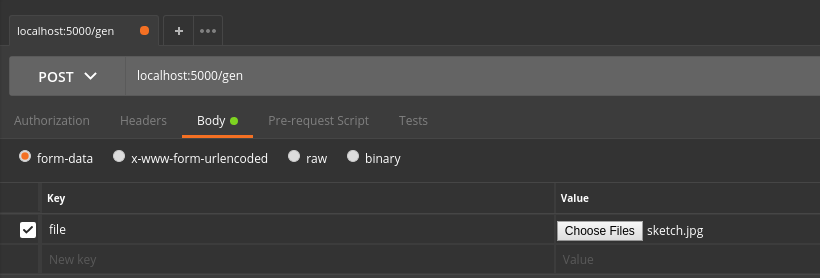 localhost:5000/gen + •••
POST localhost:5000/gen
Authorization Headers Body Pre-request Script Tests
form-data x-www-form-urlencoded raw binary
Key Value
file Choose Files sketch.jpg
New key Value